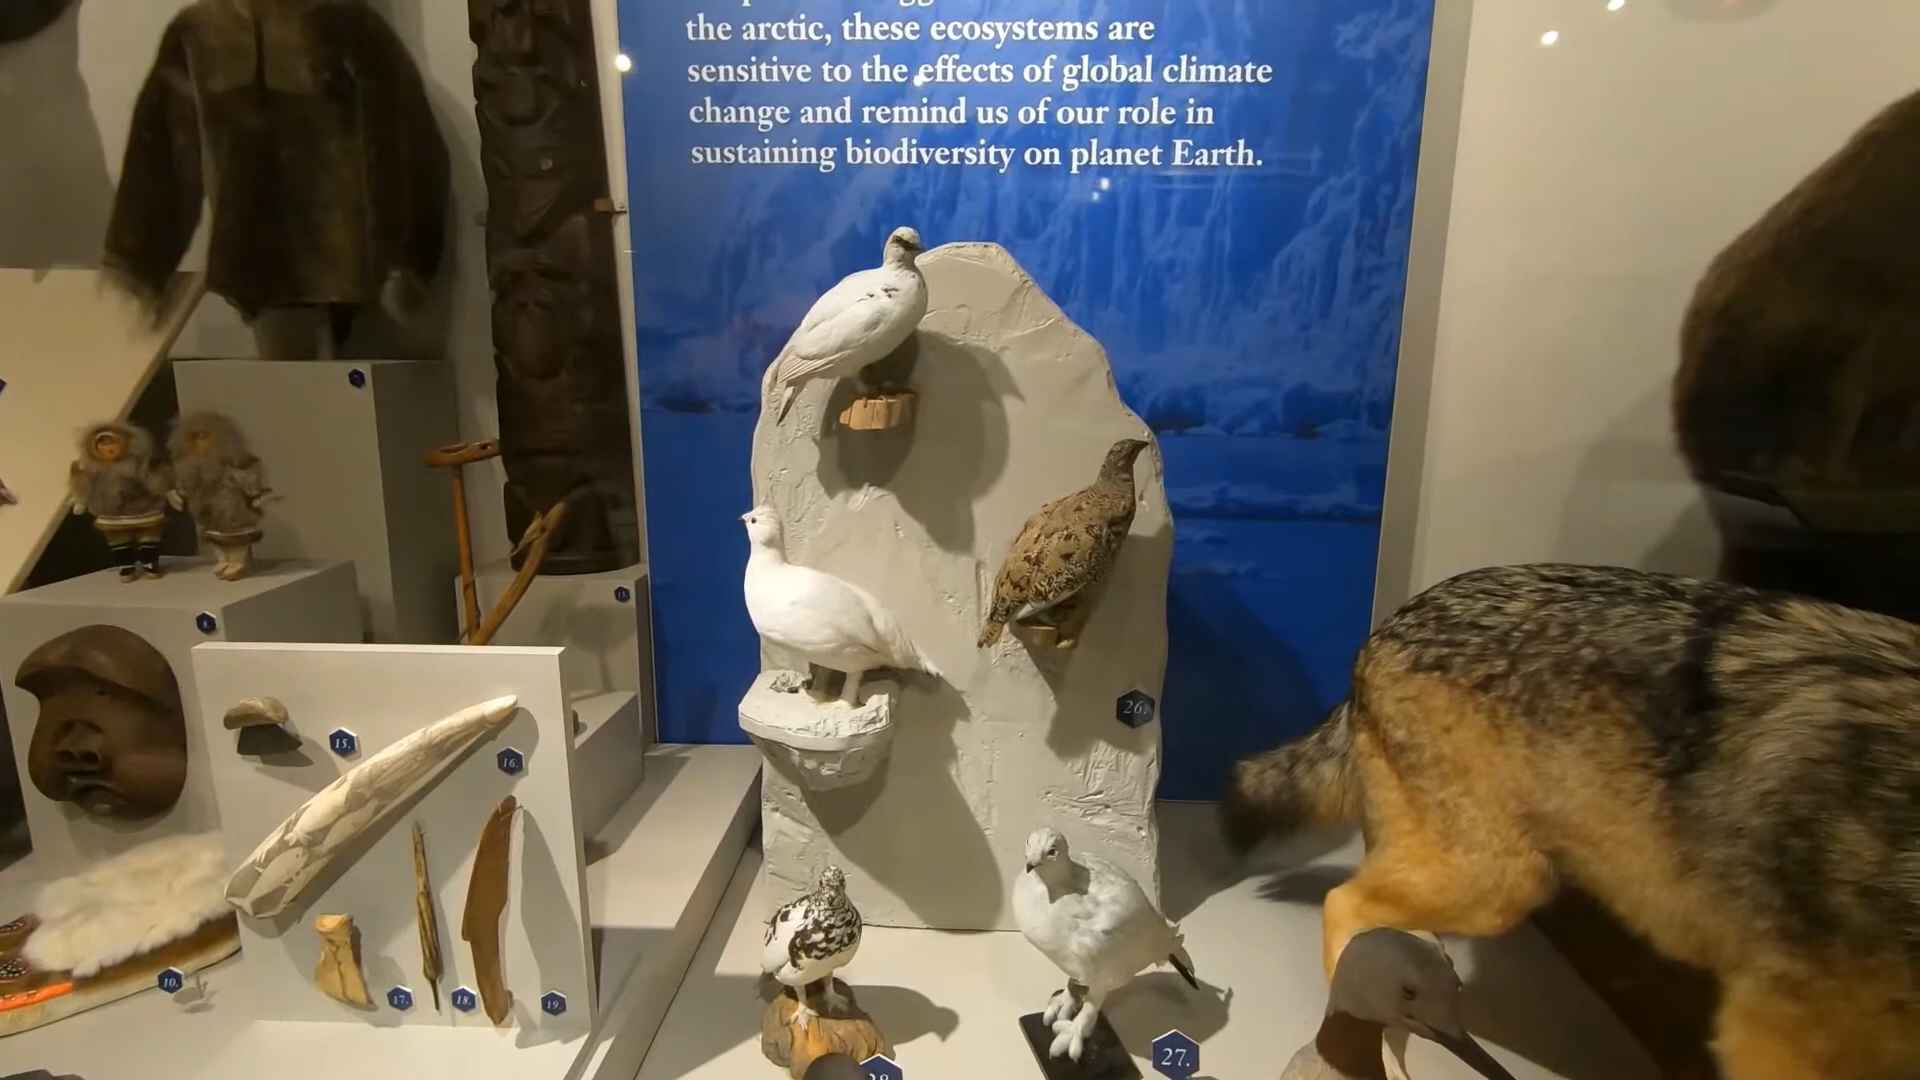 the arctic, these ecosystems are
sensitive to the effects of global climate
change and remind us of our role in
sustaining biodiversity on planet Earth.
26.
15.
16.
10.
17.
18.
19.
27.